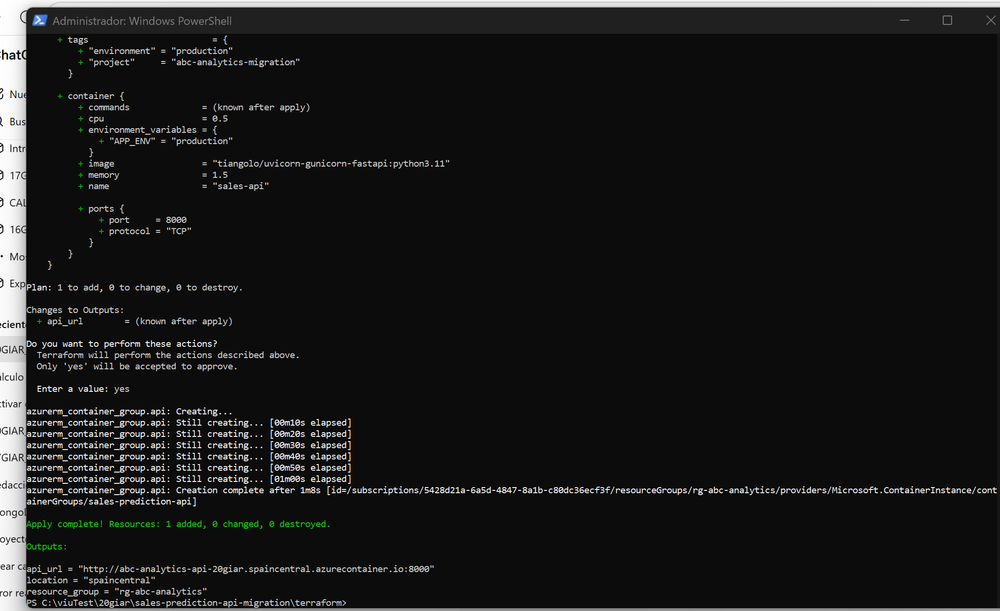 Administrador: Windows PowerShell
+ tags = {
+ "environment" = "production"
+ "project" = "abc-analytics-migration"
}
+ container {
+ commands = (known after apply)
+ cpu = 0.5
+ environment_variables = {
+ "APP_ENV" = "production"
}
+ image = "tiangolo/uvicorn-gunicorn-fastapi:python3.11"
+ memory = 1.5
+ name = "sales-api"
+ ports {
+ port = 8000
+ protocol = "TCP"
}
}
}
Plan: 1 to add, 0 to change, 0 to destroy.
Changes to Outputs:
+ api_url = (known after apply)
Do you want to perform these actions?
Terraform will perform the actions described above.
Only 'yes' will be accepted to approve.
Enter a value: yes
azurerm_container_group.api: Creating...
azurerm_container_group.api: Still creating... [00m10s elapsed]
azurerm_container_group.api: Still creating... [00m20s elapsed]
azurerm_container_group.api: Still creating... [00m30s elapsed]
azurerm_container_group.api: Still creating... [00m40s elapsed]
azurerm_container_group.api: Still creating... [00m50s elapsed]
azurerm_container_group.api: Still creating... [01m00s elapsed]
azurerm_container_group.api: Creation complete after 1m8s [id=/subscriptions/5428d21a-6a5d-4847-8a1b-c80dc36ecf3f/resourceGroups/rg-abc-analytics/providers/Microsoft.ContainerInstance/cont
ainerGroups/sales-prediction-api]
Apply complete! Resources: 1 added, 0 changed, 0 destroyed.
Outputs:
api_url = "http://abc-analytics-api-20giar.spaincentral.azurecontainer.io:8000"
location = "spaincentral"
resource_group = "rg-abc-analytics"
PS C:\viuTest\20giar\sales-prediction-api-migration\terraform>
hatG
Nue
Bus
Intr
17G
CAL
16G
Mos
Exp
ecient
GIAR_
álculo
ctivar
GIAR_
GIAR_
edacci
ongo
oyect
ear ca
ror rea